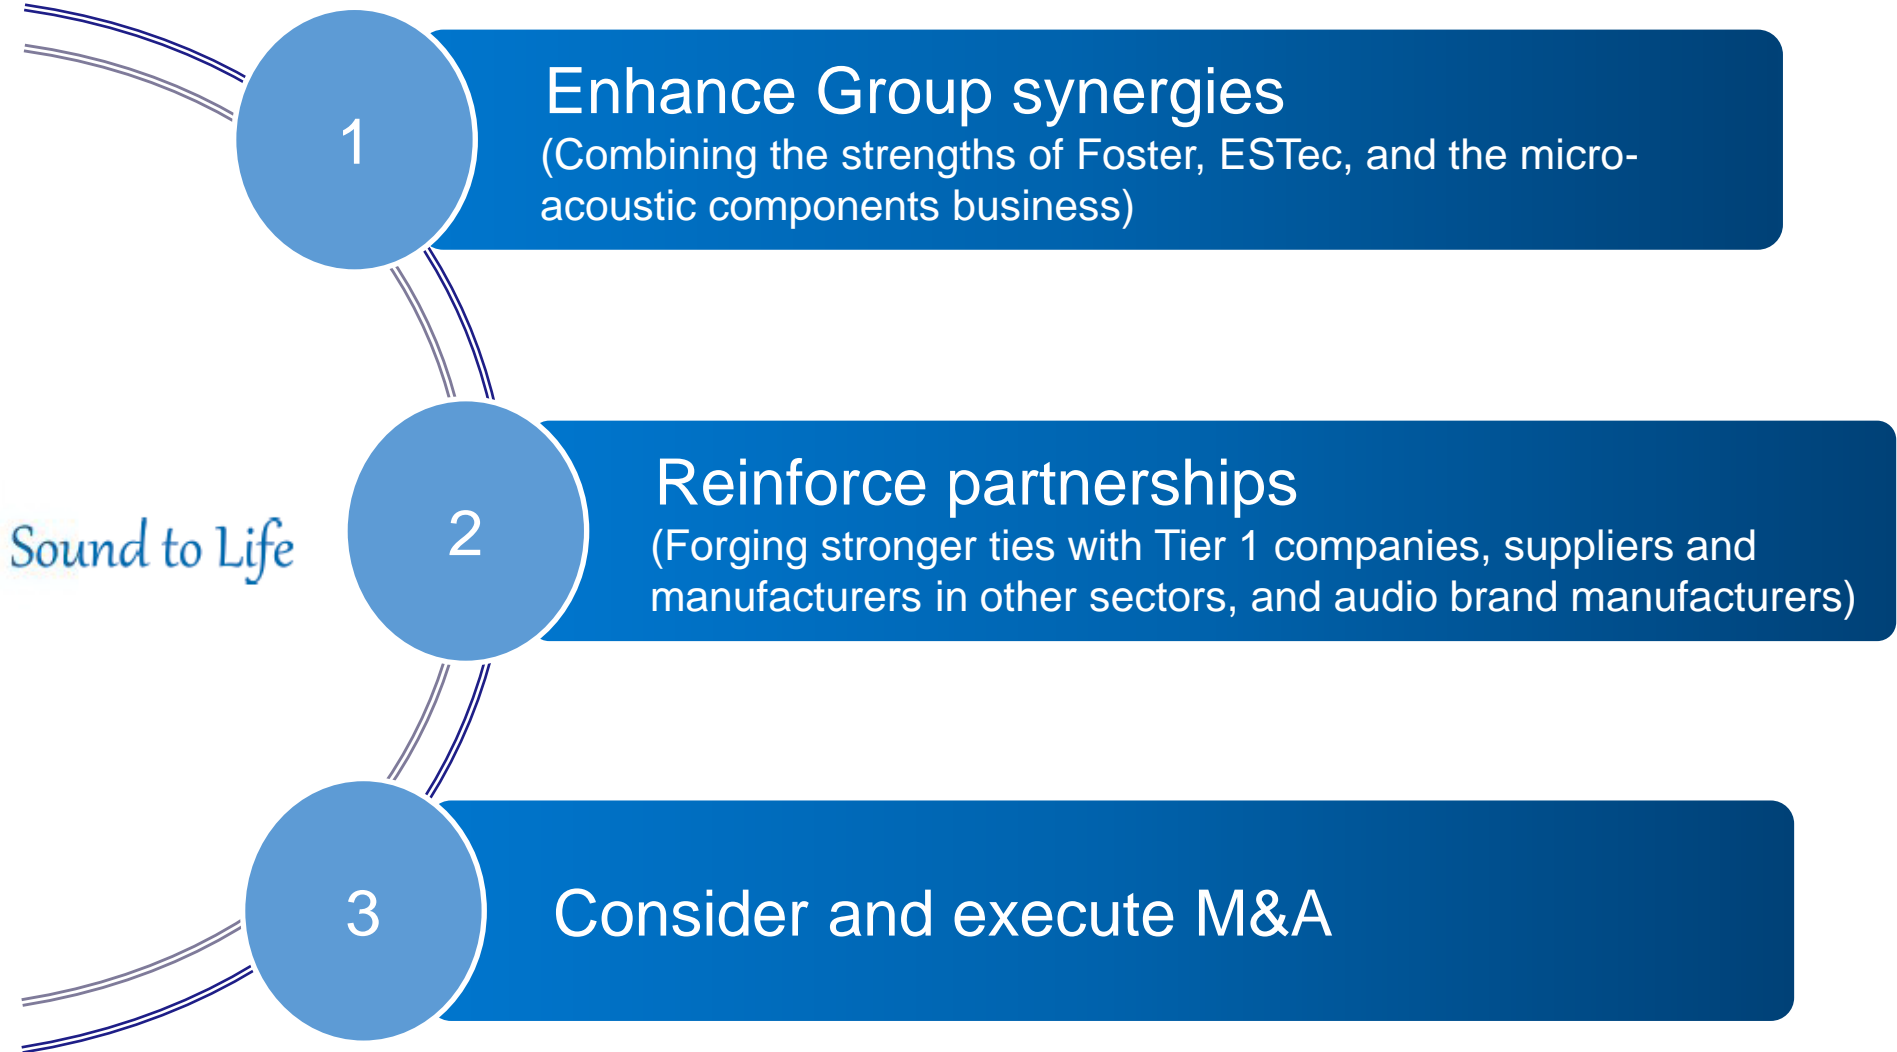 1
Enhance Group synergies
(Combining the strengths of Foster, ESTec, and the micro-
acoustic components business)
Sound to Life
2
Reinforce partnerships
(Forging stronger ties with Tier 1 companies, suppliers and
manufacturers in other sectors, and audio brand manufacturers)
3
Consider and execute M&A